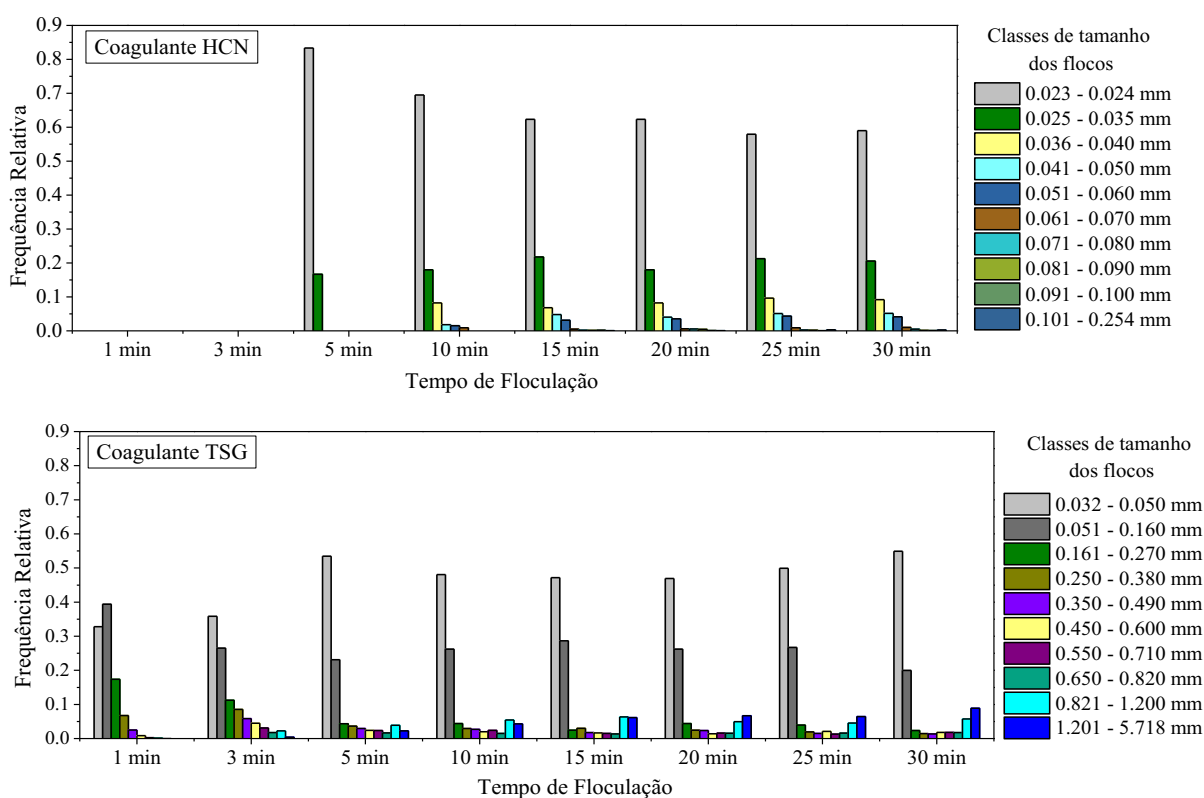 Coagulante HCN
Frequência Relativa
0.9
0.8
0.7
0.6
0.5
0.4
0.3
0.2
0.1
0.0
1 min
3 min
5 min
10 min
15 min
20 min
25 min
30 min
Tempo de Floculação
Classes de tamanho
dos flocos
0.023 - 0.024 mm
0.025 - 0.035 mm
0.036 - 0.040 mm
0.041 - 0.050 mm
0.051 - 0.060 mm
0.061 - 0.070 mm
0.071 - 0.080 mm
0.081 - 0.090 mm
0.091 - 0.100 mm
0.101 - 0.254 mm
Coagulante TSG
Frequência Relativa
0.9
0.8
0.7
0.6
0.5
0.4
0.3
0.2
0.1
0.0
1 min
3 min
5 min
10 min
15 min
20 min
25 min
30 min
Tempo de Floculação
Classes de tamanho
dos flocos
0.032 - 0.050 mm
0.051 - 0.160 mm
0.161 - 0.270 mm
0.250 - 0.380 mm
0.350 - 0.490 mm
0.450 - 0.600 mm
0.550 - 0.710 mm
0.650 - 0.820 mm
0.821 - 1.200 mm
1.201 - 5.718 mm